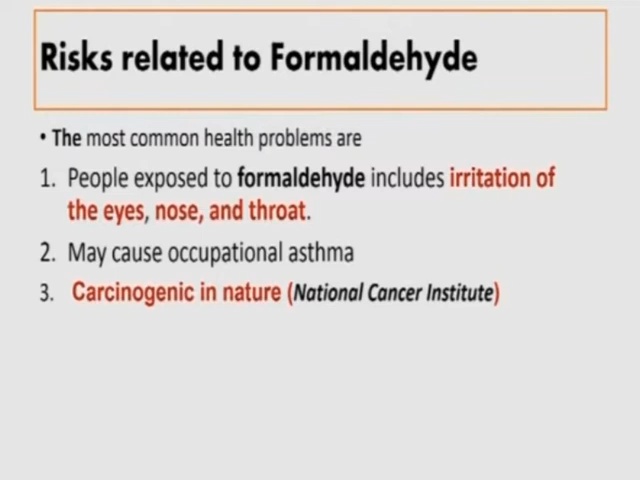 Risks related to Formaldehyde
• The most common health problems are
1. People exposed to formaldehyde includes irritation of
the eyes, nose, and throat.
2. May cause occupational asthma
3. Carcinogenic in nature (National Cancer Institute)